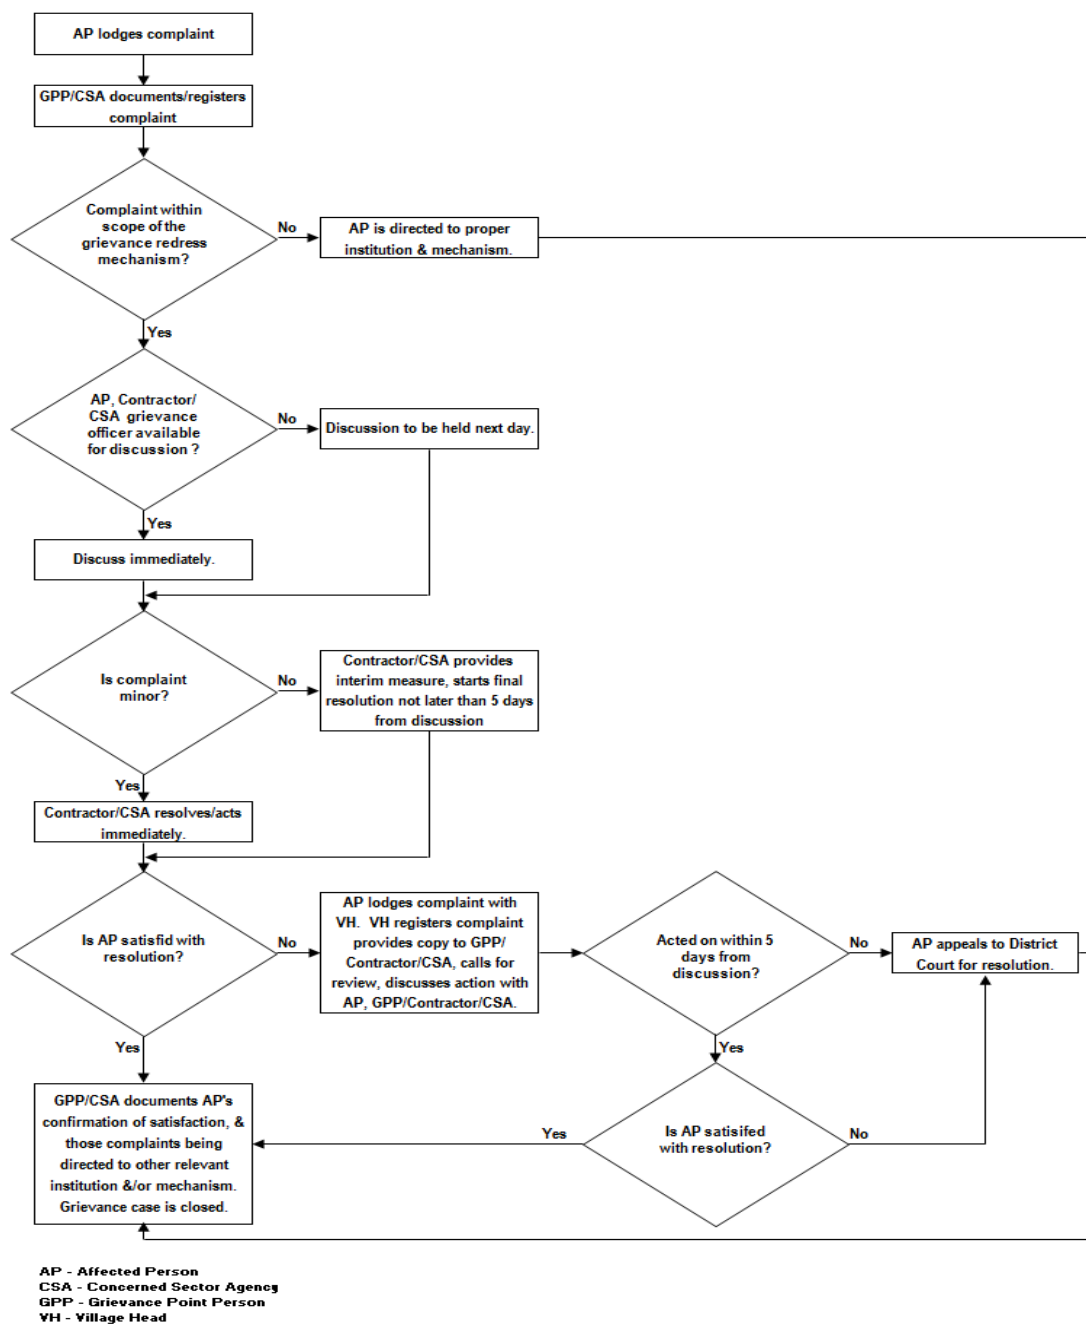 AP lodges complaint
GPP/CSA documents/registers
complaint
Complaint within
scope of the
grievance redress
mechanism?
No
AP is directed to proper
institution & mechanism.
Yes
AP, Contractor/
CSA grievance
officer available
for discussion ?
No
Discussion to be held next day.
Yes
Discuss immediately.
Is complaint
minor?
No
Contractor/CSA provides
interim measure, starts final
resolution not later than 5 days
from discussion
Yes
Contractor/CSA resolves/acts
immediately.
Is AP satisfid with
resolution?
No
AP lodges complaint with
VH. VH registers complaint
provides copy to GPP/
Contractor/CSA, calls for
review, discusses action with
AP, GPP/Contractor/CSA.
Acted on within 5
days from
discussion?
No
AP appeals to District
Court for resolution.
Yes
Yes
GPP/CSA documents AP's
confirmation of satisfaction, &
those complaints being
directed to other relevant
institution &/or mechanism.
Grievance case is closed.
Yes
Is AP satisifed
with resolution?
No
AP - Affected Person
CSA - Concerned Sector Agency
GPP - Grievance Point Person
VH - Village Head